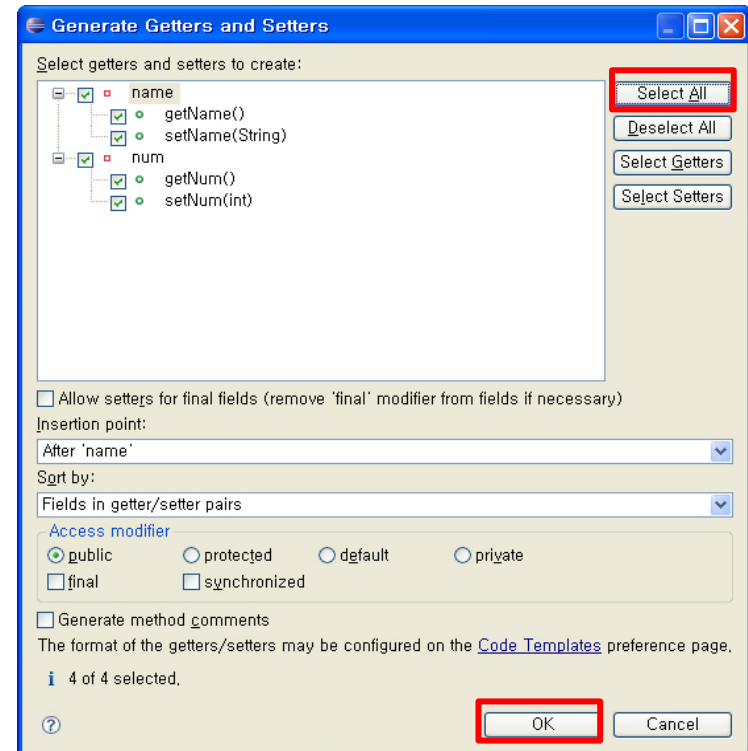 Generate Getters and Setters
Select getters and setters to create:
name
getName()
setName(String)
num
getNum()
setNum(int)
Select All
Deselect All
Select Getters
Select Setters
Allow setters for final fields (remove 'final' modifier from fields if necessary)
Insertion point:
After 'name'
Sort by:
Fields in getter/setter pairs
Access modifier
public protected default private
final synchronized
Generate method comments
The format of the getters/setters may be configured on the Code Templates preference page,
i 4 of 4 selected,
? OK Cancel